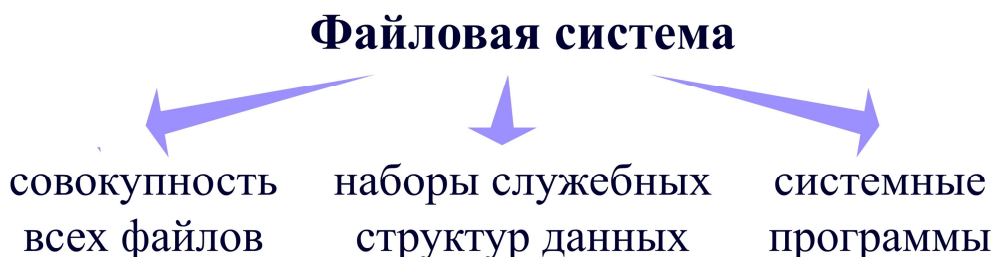 Файловая система
совокупность
всех файлов
наборы служебных
структур данных
системные
программы